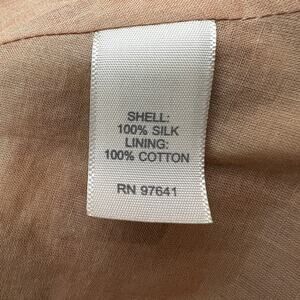 SHELL:
100% SILK
LINING:
100% COTTON
RN 97641